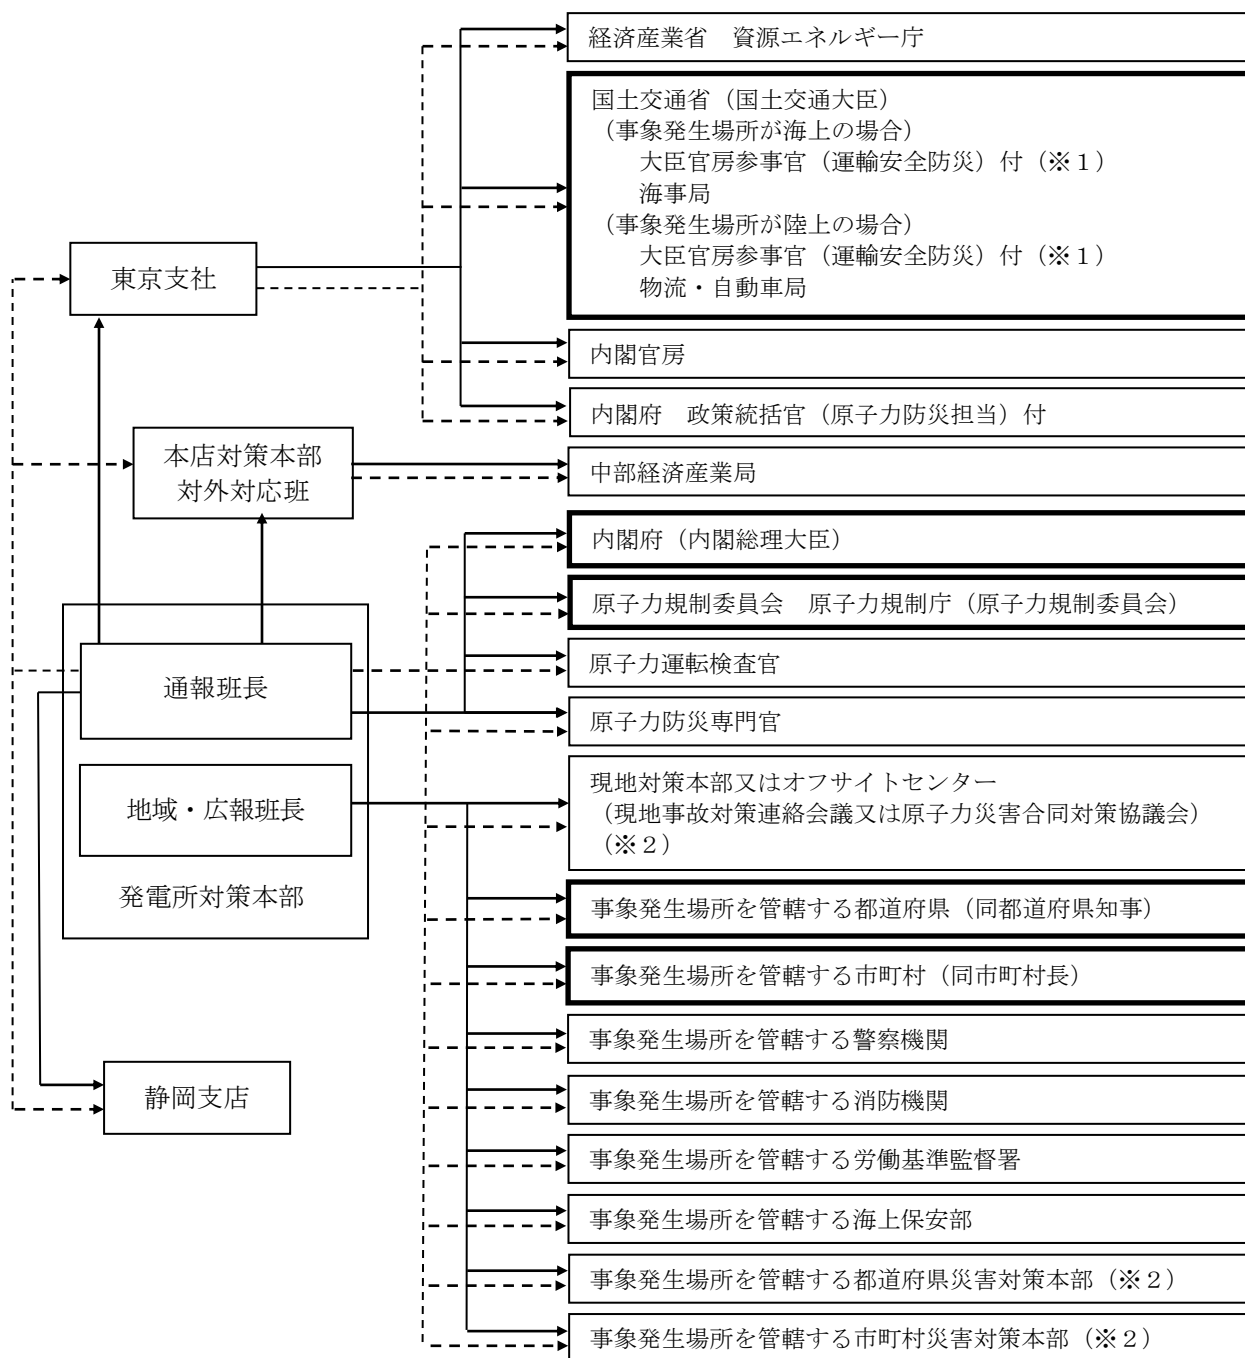 経済産業省　資源エネルギー庁
国土交通省（国土交通大臣）
（事象発生場所が海上の場合）
大臣官房参事官（運輸安全防災）付（※１）
海事局
（事象発生場所が陸上の場合）
大臣官房参事官（運輸安全防災）付（※１）
物流・自動車局
東京支社
内閣官房
内閣府　政策統括官（原子力防災担当）付
本店対策本部
対外対応班
中部経済産業局
内閣府（内閣総理大臣）
原子力規制委員会　原子力規制庁（原子力規制委員会）
原子力運転検査官
通報班長
原子力防災専門官
地域・広報班長
発電所対策本部
現地対策本部又はオフサイトセンター
（現地事故対策連絡会議又は原子力災害合同対策協議会）
（※２）
事象発生場所を管轄する都道府県（同都道府県知事）
事象発生場所を管轄する市町村（同市町村長）
事象発生場所を管轄する警察機関
静岡支店
事象発生場所を管轄する消防機関
事象発生場所を管轄する労働基準監督署
事象発生場所を管轄する海上保安部
事象発生場所を管轄する都道府県災害対策本部（※２）
事象発生場所を管轄する市町村災害対策本部（※２）